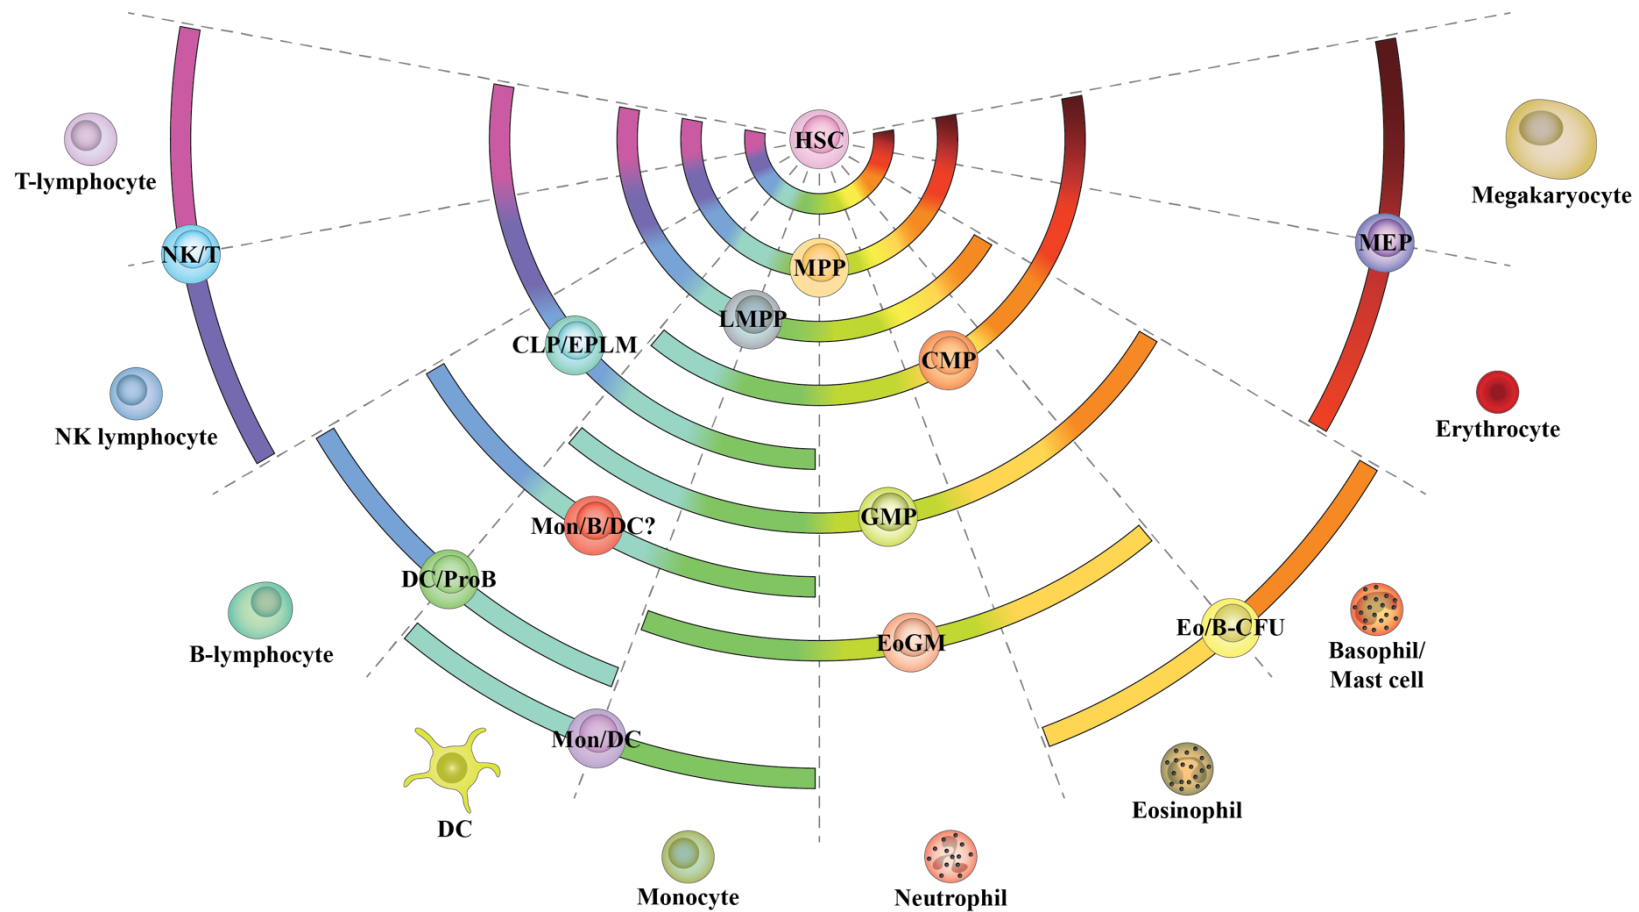 HSC
T-lymphocyte
Megakaryocyte
NK/T
MEP
MPP
LMPP
CLP/EPLM
CMP
NK lymphocyte
Erythrocyte
Mon/B/DC?
GMP
DC/ProB
B-lymphocyte
EoGM
Eo/B-CFU
Basophil/
Mast cell
Mon/DC
DC
Eosinophil
Monocyte
Neutrophil